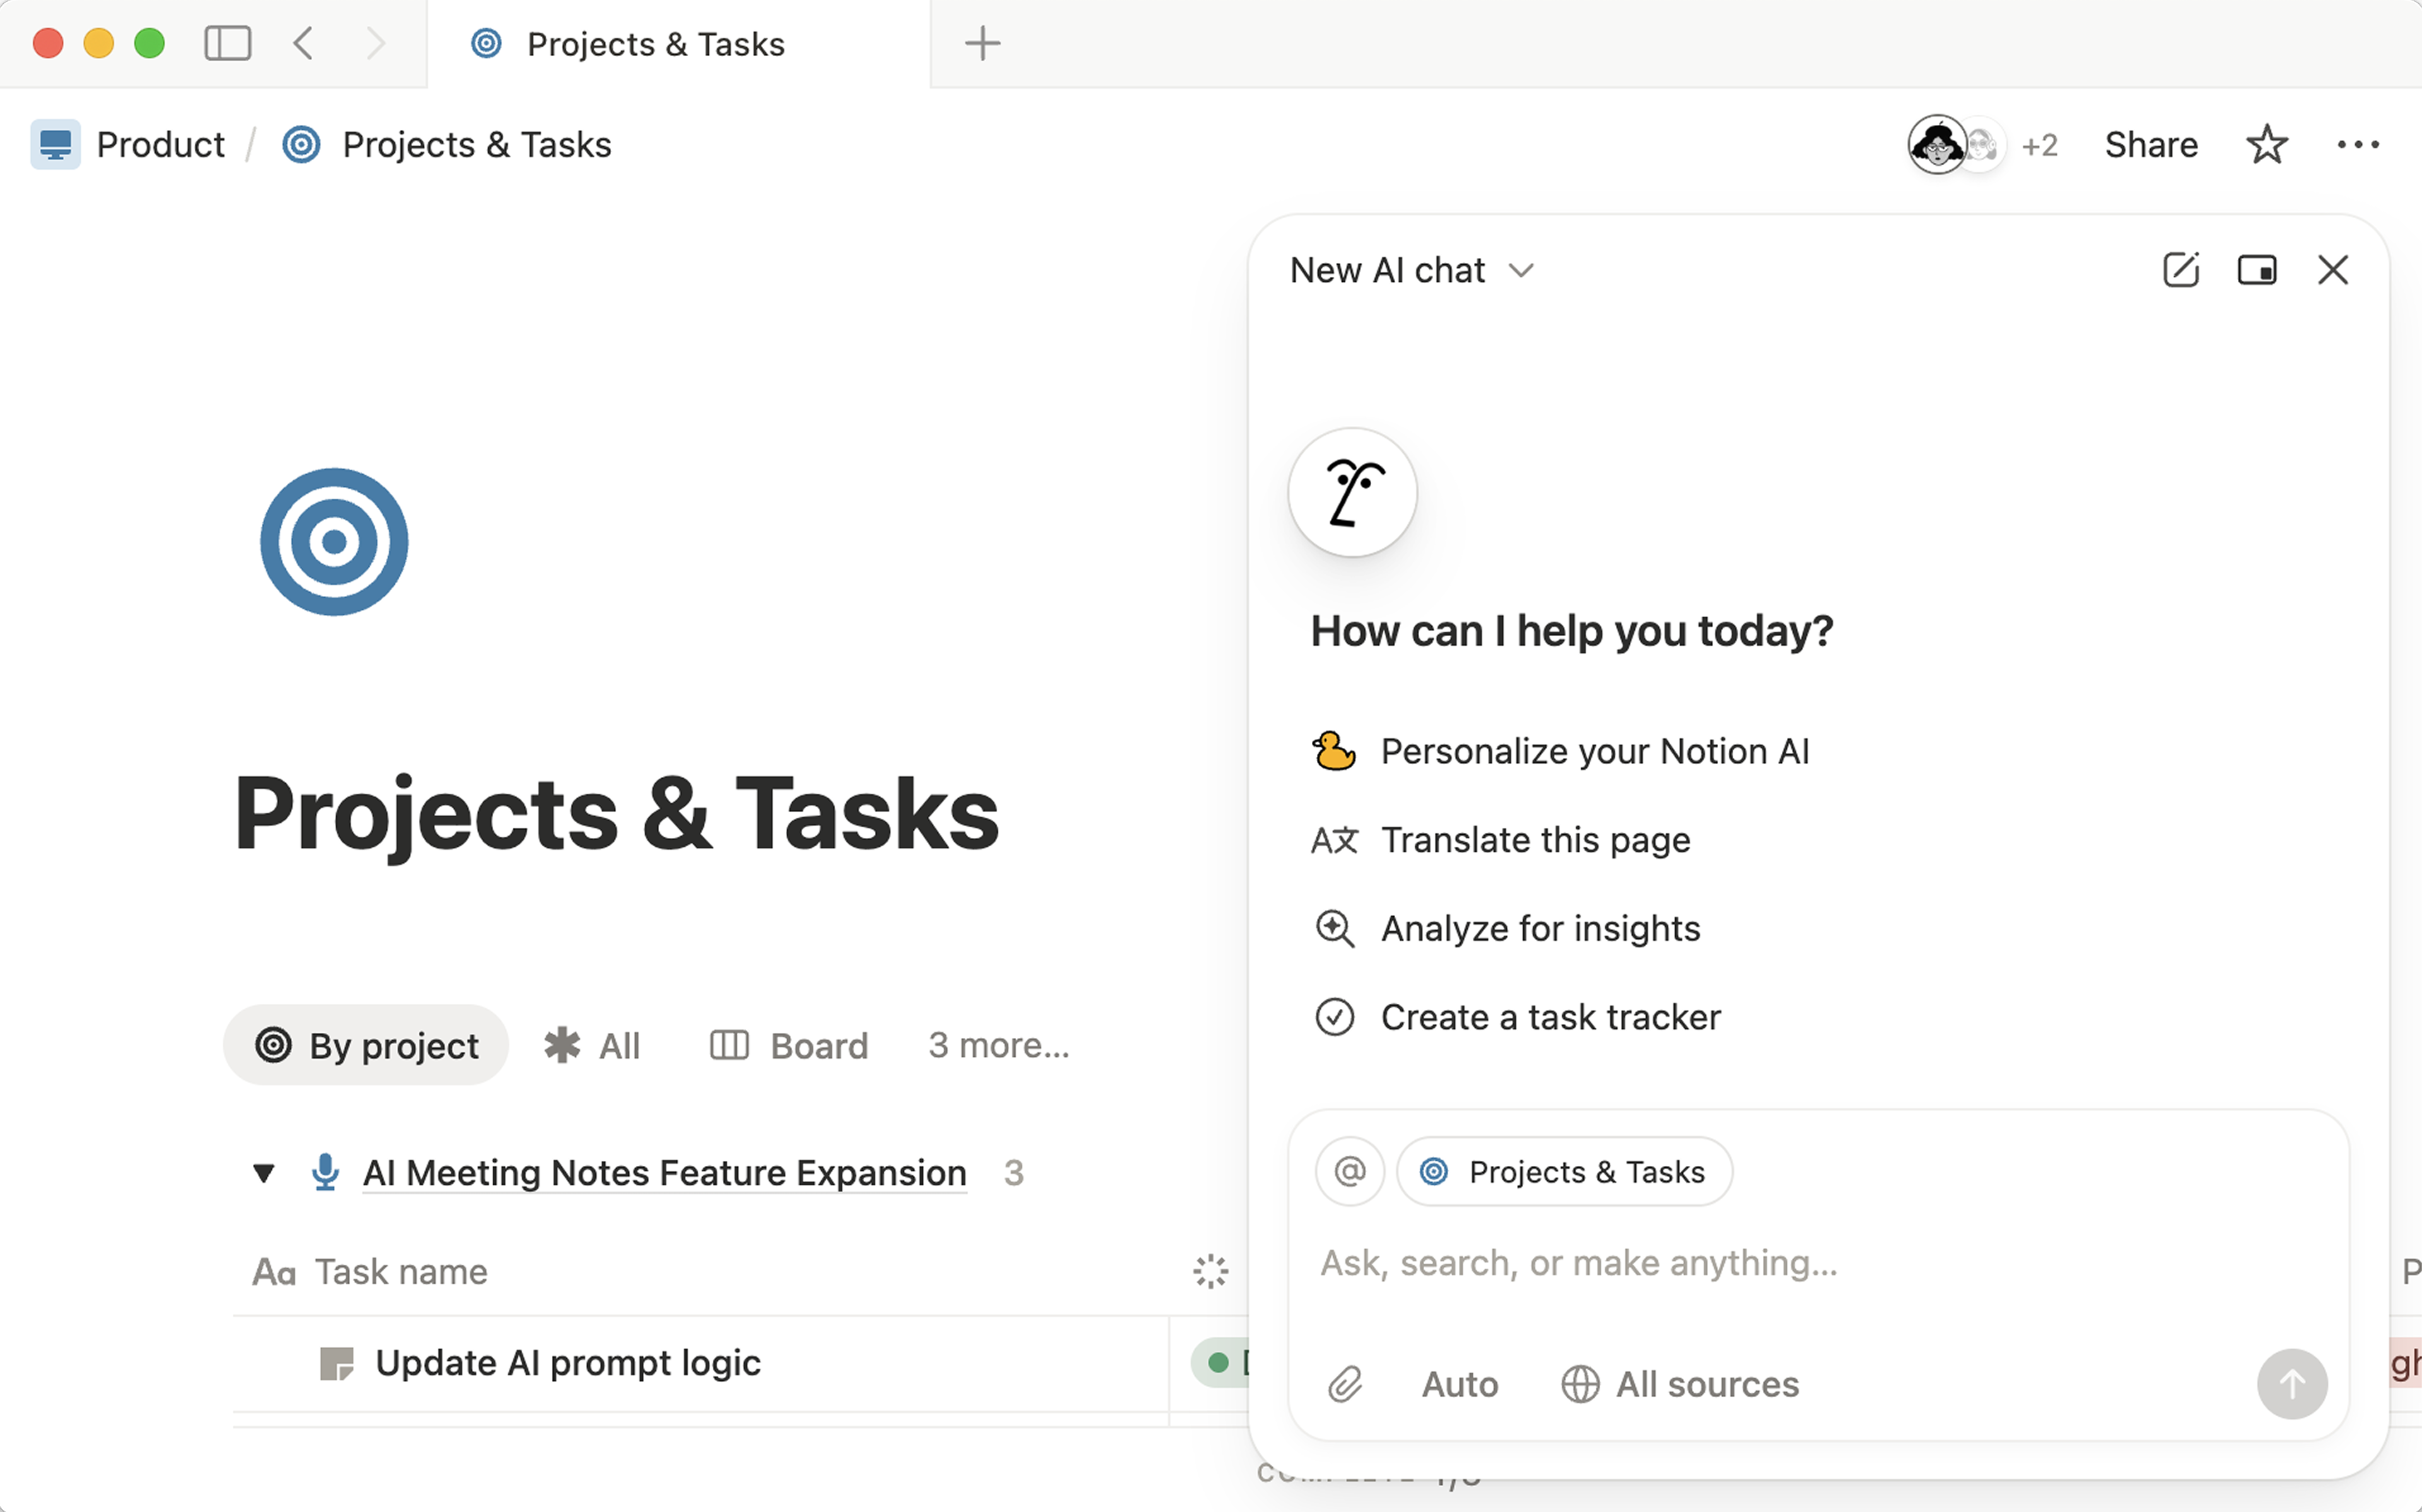 Projects & Tasks
Product / Projects & Tasks
+2 Share
New AI chat
How can I help you today?
Personalize your Notion AI
Translate this page
Analyze for insights
Create a task tracker
@ Projects & Tasks
Ask, search, or make anything...
Auto All sources
Projects & Tasks
By project All Board 3 more...
AI Meeting Notes Feature Expansion 3
Aa Task name
Update AI prompt logic